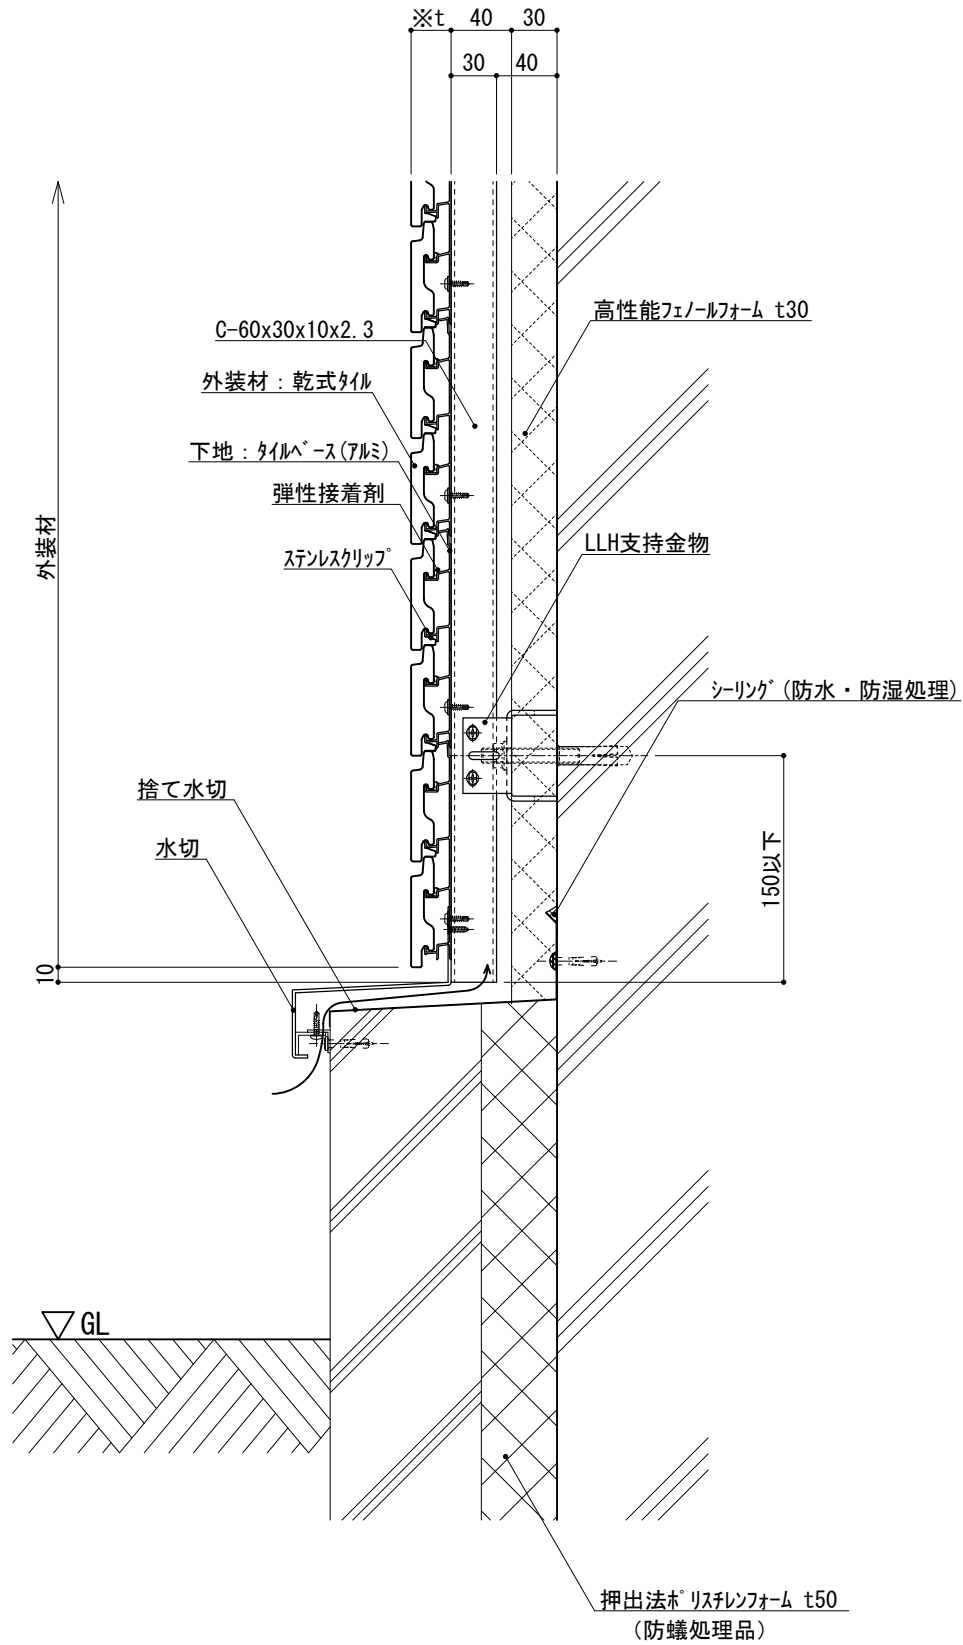 ※t 40 30
30 40
高性能ﾌｪﾉｰﾙﾌｫｰﾑ t30
C-60x30x10x2.3
外装材：乾式ﾀｲﾙ
下地：ﾀｲﾙﾍﾞｰｽ(ｱﾙﾐ)
弾性接着剤
ｽﾃﾝﾚｽｸﾘｯﾌﾟ
外装材
LLH支持金物
ｼｰﾘﾝｸﾞ(防水・防湿処理)
捨て水切
水切
150以下
10
GL
押出法ﾎﾟﾘｽﾁﾚﾝﾌｫｰﾑ t50
（防蟻処理品）